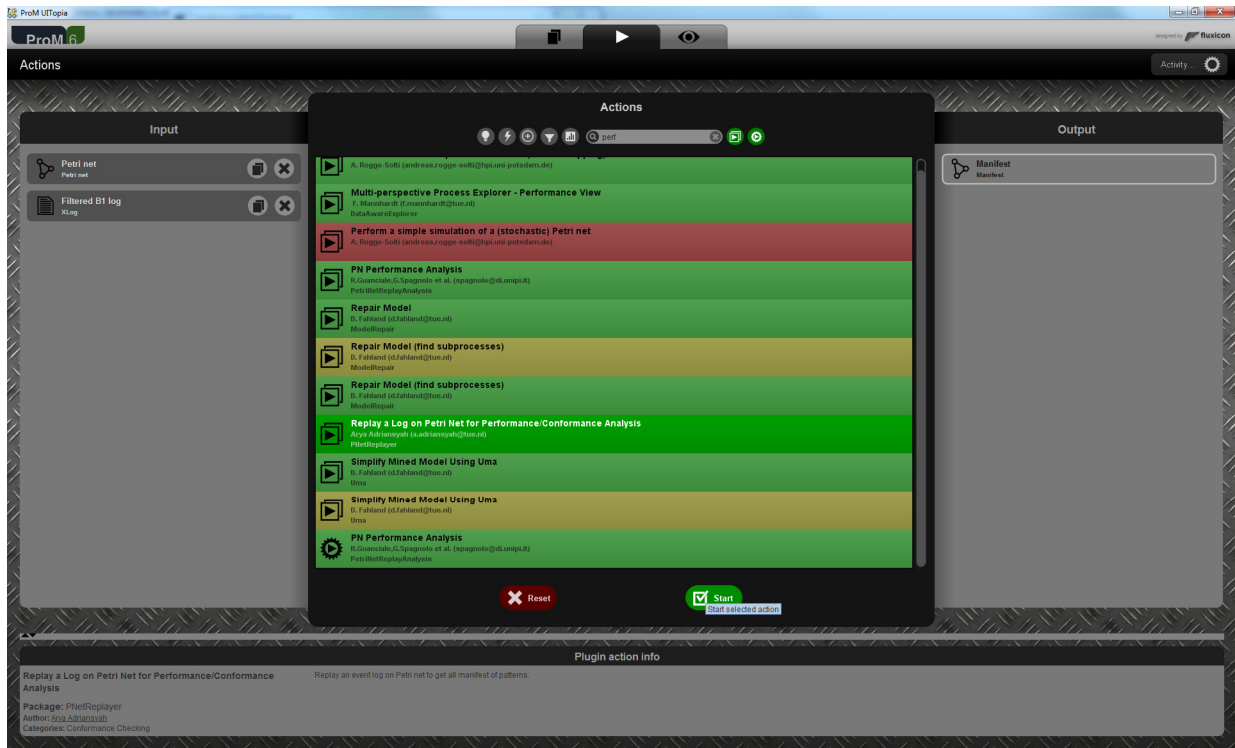 ProM UITopia
ProM 6
designed by fluxicon
Actions
Activity...
Actions
Input
perf
Output
Petri net
Petri net
Filtered B1 log
XLog
Manifest
Manifest
A. Rogge-Solti (andreas.rogge-solti@hpi.uni-potsdam.de)
Multi-perspective Process Explorer - Performance View
F. Mannhardt (f.mannhardt@tue.nl)
DataAwareExplorer
Perform a simple simulation of a (stochastic) Petri net
A. Rogge-Solti (andreas.rogge-solti@hpi.uni-potsdam.de)
PN Performance Analysis
R.Guanciale,G.Spagnolo et al. (spagnolo@di.unipi.it)
PetriNetReplayAnalysis
Repair Model
D. Fahland (d.fahland@tue.nl)
ModelRepair
Repair Model (find subprocesses)
D. Fahland (d.fahland@tue.nl)
ModelRepair
Repair Model (find subprocesses)
D. Fahland (d.fahland@tue.nl)
ModelRepair
Replay a Log on Petri Net for Performance/Conformance Analysis
Arya Adriansyah (a.adriansyah@tue.nl)
PNetReplayer
Simplify Mined Model Using Uma
D. Fahland (d.fahland@tue.nl)
Uma
Simplify Mined Model Using Uma
D. Fahland (d.fahland@tue.nl)
Uma
PN Performance Analysis
R.Guanciale,G.Spagnolo et al. (spagnolo@di.unipi.it)
PetriNetReplayAnalysis
Reset
Start
Start selected action
Plugin action info
Replay a Log on Petri Net for Performance/Conformance
Analysis
Replay an event log on Petri net to get all manifest of patterns.
Package: PNetReplayer
Author: Arya Adriansyah
Categories: Conformance Checking